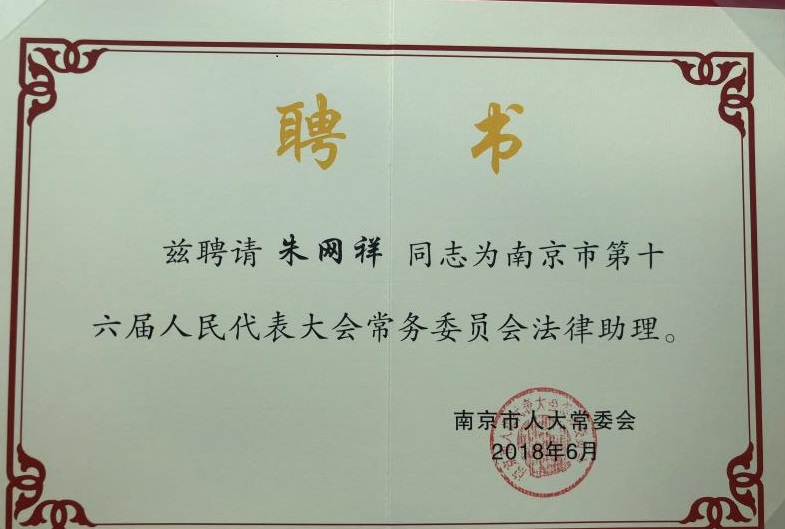 聘书
兹聘请 朱网祥 同志为南京市第十
六届人民代表大会常务委员会法律助理。
南京市人大常委会
2018年6月